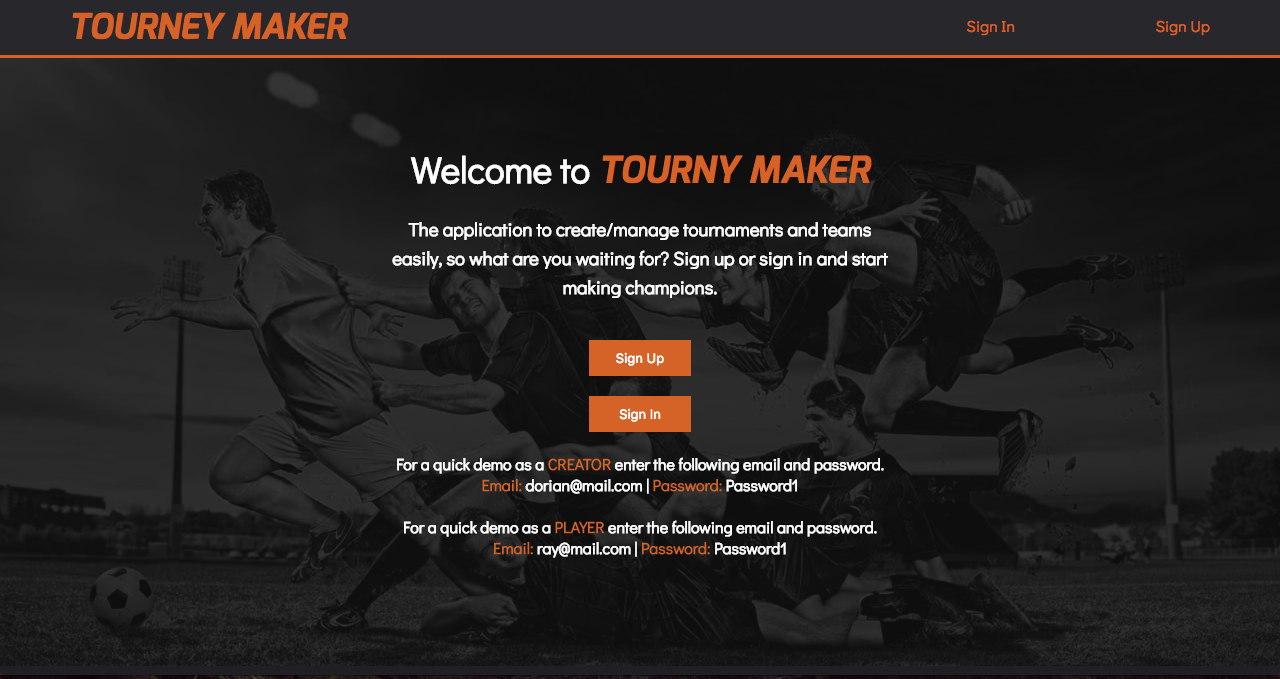 TOURNEY MAKER
Sign In
Sign Up
Welcome to TOURNY MAKER
The application to create/manage tournaments and teams
easily, so what are you waiting for? Sign up or sign in and start
making champions.
Sign Up
Sign In
For a quick demo as a CREATOR enter the following email and password.
Email: dorian@mail.com | Password: Password1
For a quick demo as a PLAYER enter the following email and password.
Email: ray@mail.com | Password: Password1